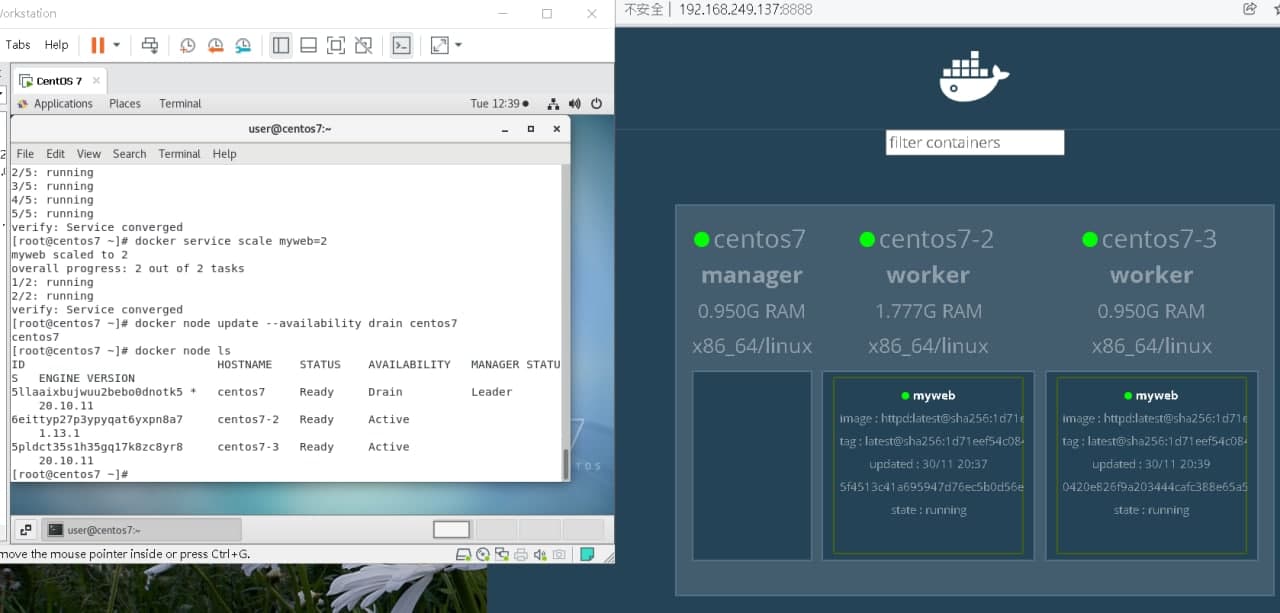 Workstation
Tabs Help
CentOS 7
Applications Places Terminal Tue 12:39
user@centos7:~
File Edit View Search Terminal Help
2/5: running
3/5: running
4/5: running
5/5: running
verify: Service converged
[root@centos7 ~]# docker service scale myweb=2
myweb scaled to 2
overall progress: 2 out of 2 tasks
1/2: running
2/2: running
verify: Service converged
[root@centos7 ~]# docker node update --availability drain centos7
centos7
[root@centos7 ~]# docker node ls
ID HOSTNAME STATUS AVAILABILITY MANAGER STATU
S ENGINE VERSION
5llaaixbujwuu2bebo0dnotk5 * centos7 Ready Drain Leader
20.10.11
6eittyp27p3ypyqat6yxpn8a7 centos7-2 Ready Active
1.13.1
5pldct35s1h35gq17k8zc8yr8 centos7-3 Ready Active
20.10.11
[root@centos7 ~]#
7
TOS
user@centos7:~
move the mouse pointer inside or press Ctrl+G.
不安全 | 192.168.249.137:8888
filter containers
centos7
manager
0.950G RAM
x86_64/linux
centos7-2
worker
1.777G RAM
x86_64/linux
myweb
image : httpd:latest@sha256:1d71e
tag : latest@sha256:1d71eef54c084
updated : 30/11 20:37
5f4513c41a695947d76ec5b0d56e
state : running
centos7-3
worker
0.950G RAM
x86_64/linux
myweb
image : httpd:latest@sha256:1d71e
tag : latest@sha256:1d71eef54c084
updated : 30/11 20:39
0420e826f9a203444cafc388e65a5
state : running